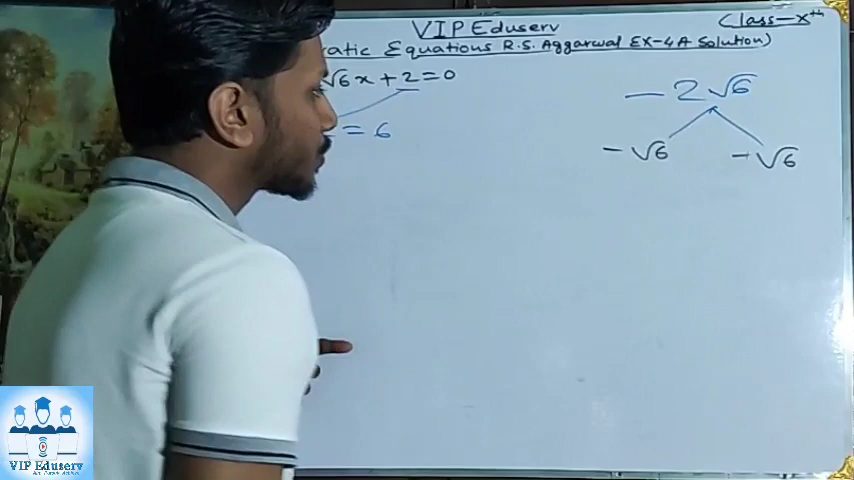 VIP Eduserv
Class-Xth
ratic Equations R.S. Aggarwal EX-4A Solution)
√6x + 2 = 0
= 6
- 2√6
- √6 - √6
VIP Eduserv